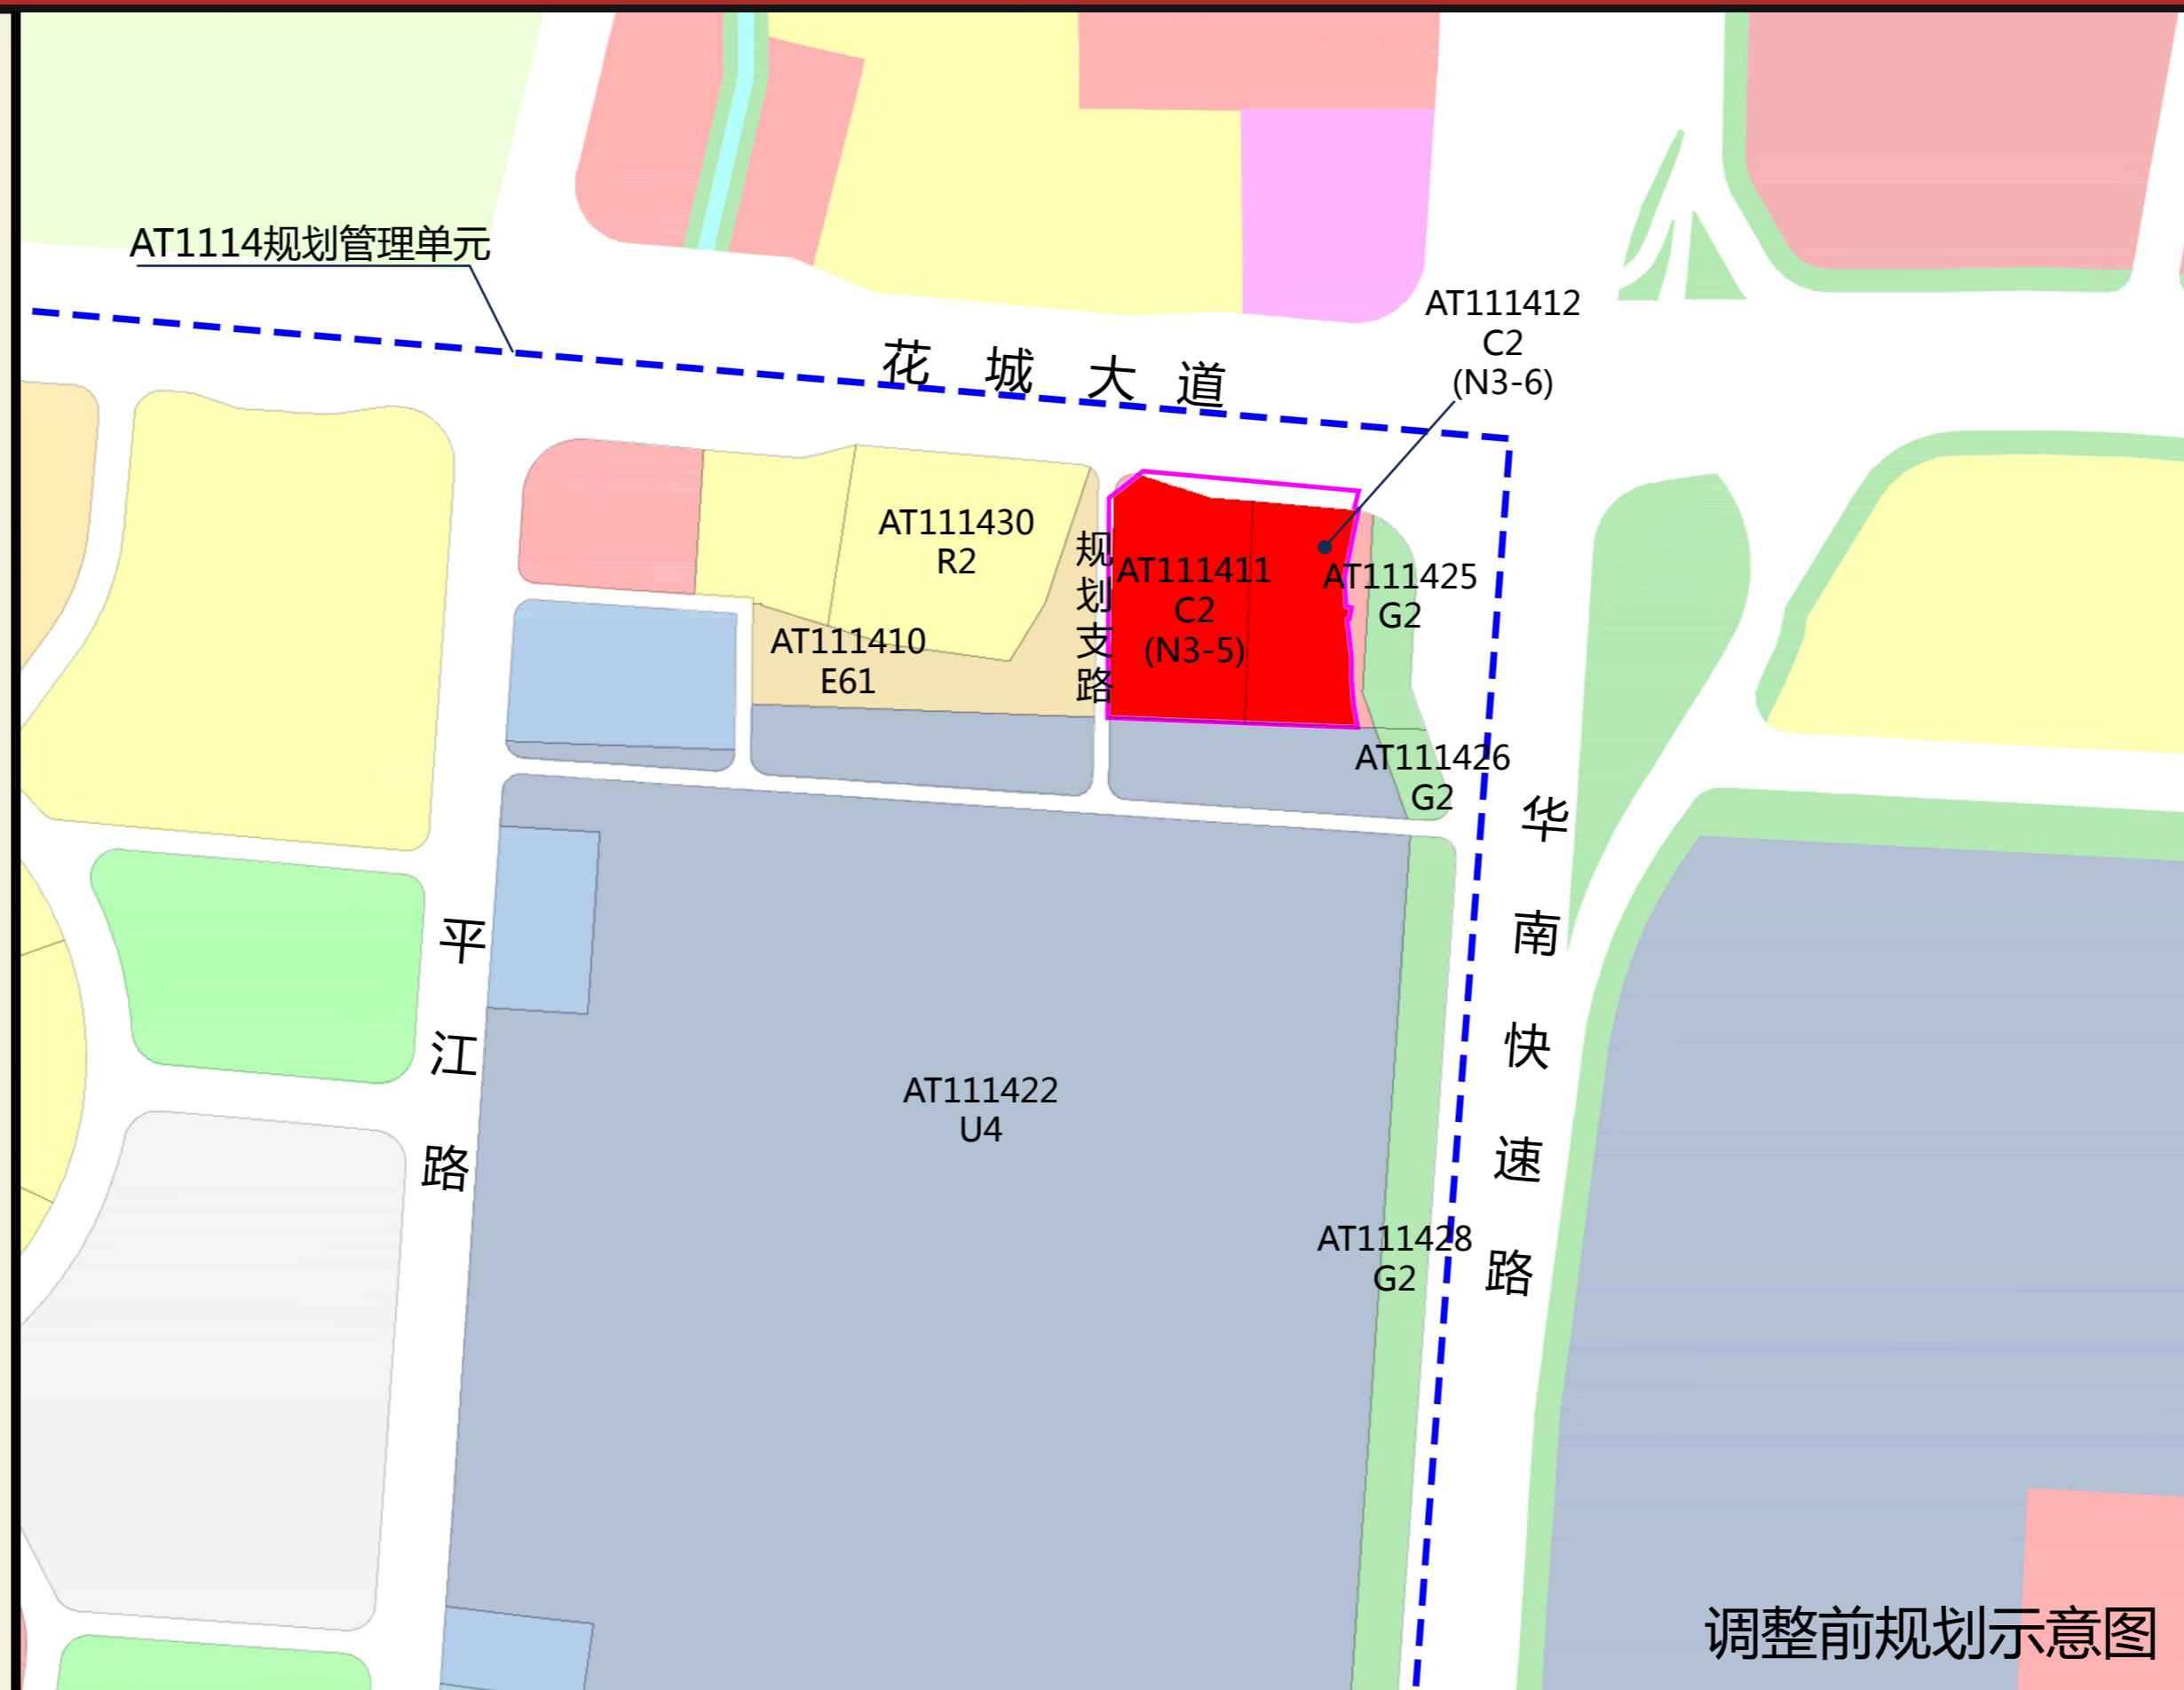 AT1114规划管理单元
花城大道
AT111412
C2
(N3-6)
AT111430
R2
规划支路
AT111411
C2
(N3-5)
AT111425
G2
AT111410
E61
AT111426
G2
华南快速路
平江路
AT111422
U4
AT111428
G2
调整前规划示意图